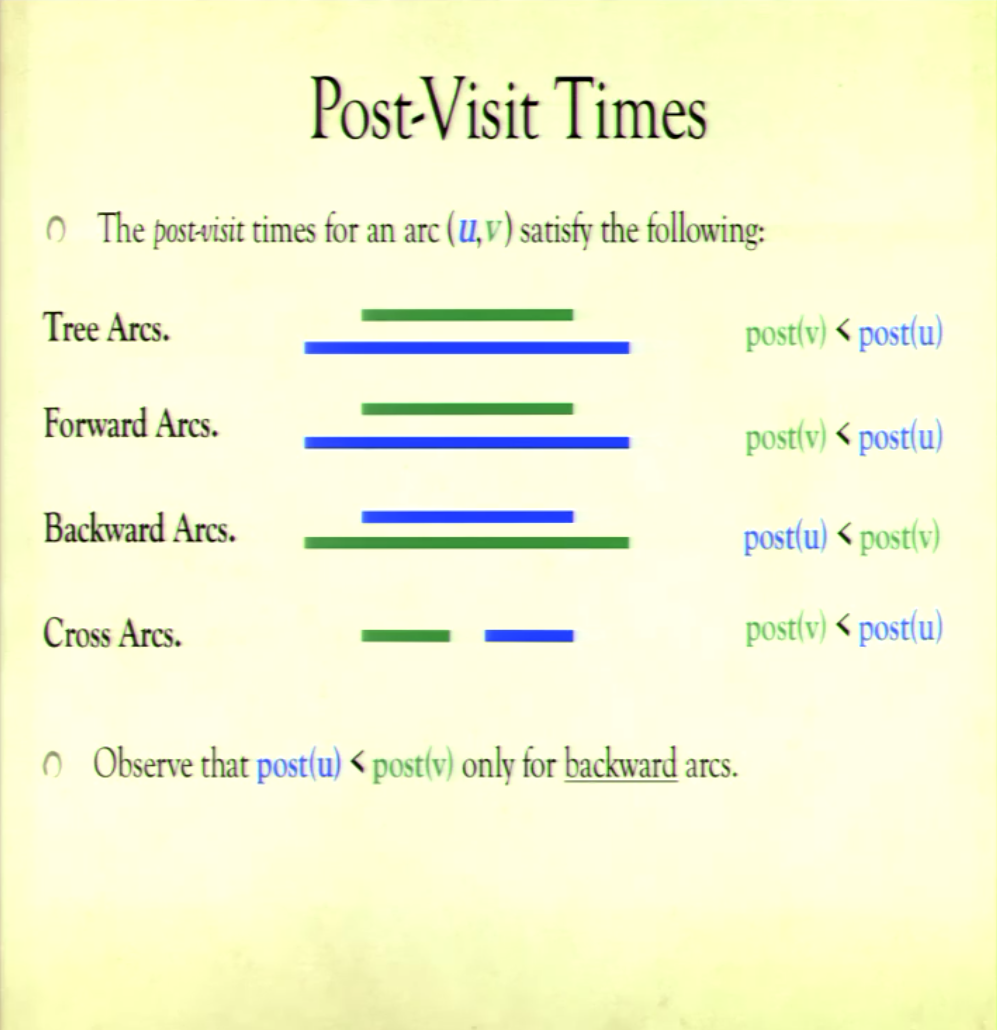 Post-Visit Times
The post-visit times for an arc (u,v) satisfy the following:
Tree Arcs. post(v) < post(u)
Forward Arcs. post(v) < post(u)
Backward Arcs. post(u) < post(v)
Cross Arcs. post(v) < post(u)
Observe that post(u) < post(v) only for backward arcs.